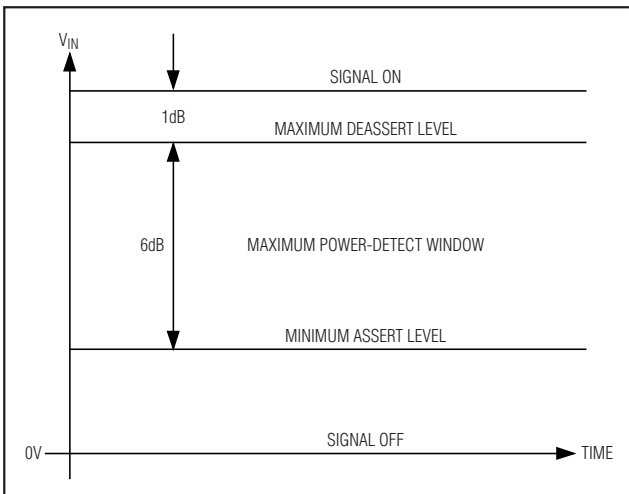 VIN
SIGNAL ON
1dB
MAXIMUM DEASSERT LEVEL
6dB
MAXIMUM POWER-DETECT WINDOW
MINIMUM ASSERT LEVEL
SIGNAL OFF
0V
TIME